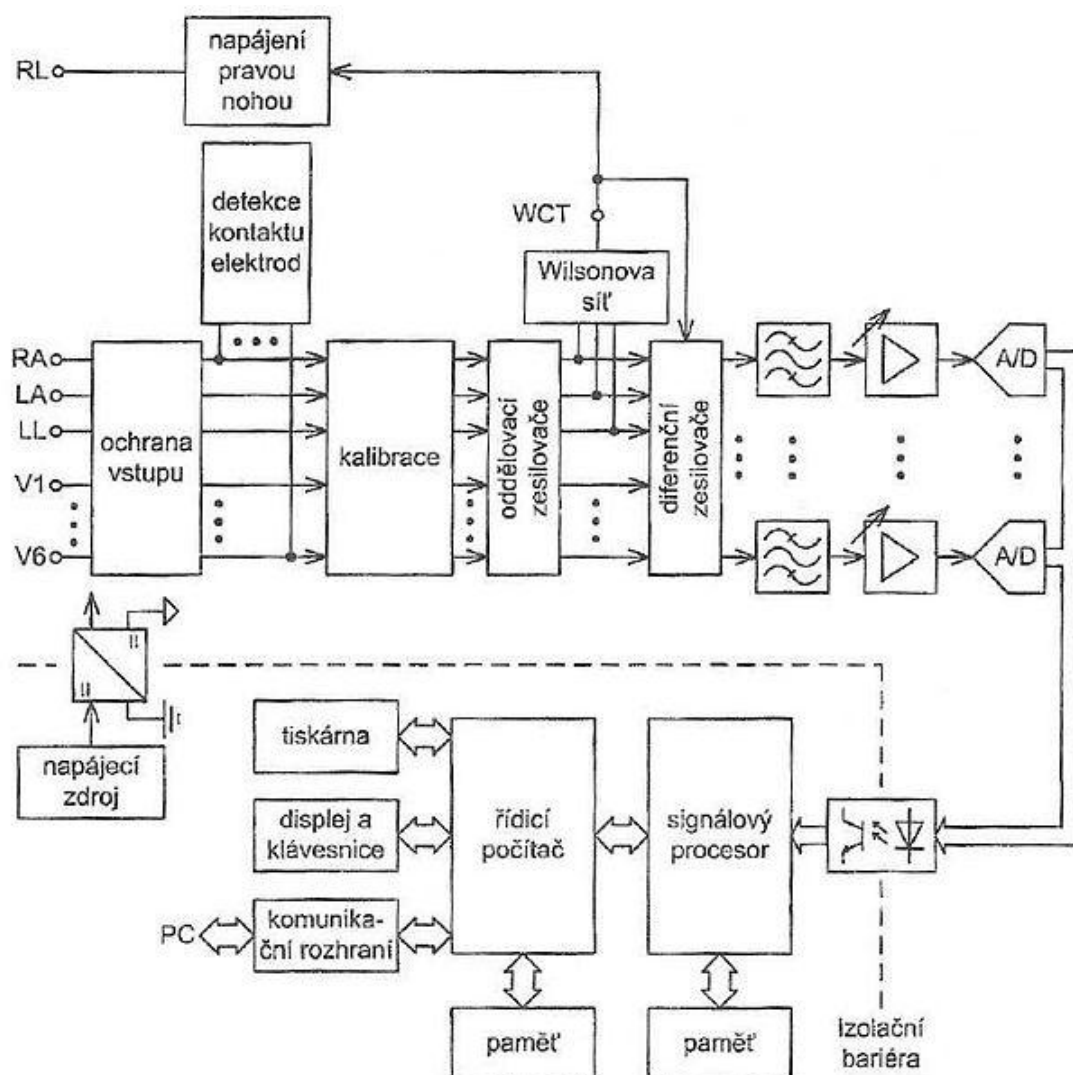 napájení
pravou
nohou
RL
detekce
kontaktu
elektrod
WCT
Wilsonova
síť
RA
LA
LL
V1
V6
ochrana
vstupu
kalibrace
oddělovací
zesilovače
diferenční
zesilovače
A/D
A/D
napájecí
zdroj
tiskárna
displej a
klávesnice
komunika-
ční rozhraní
PC
řídicí
počítač
signálový
procesor
paměť
paměť
Izolační
bariéra